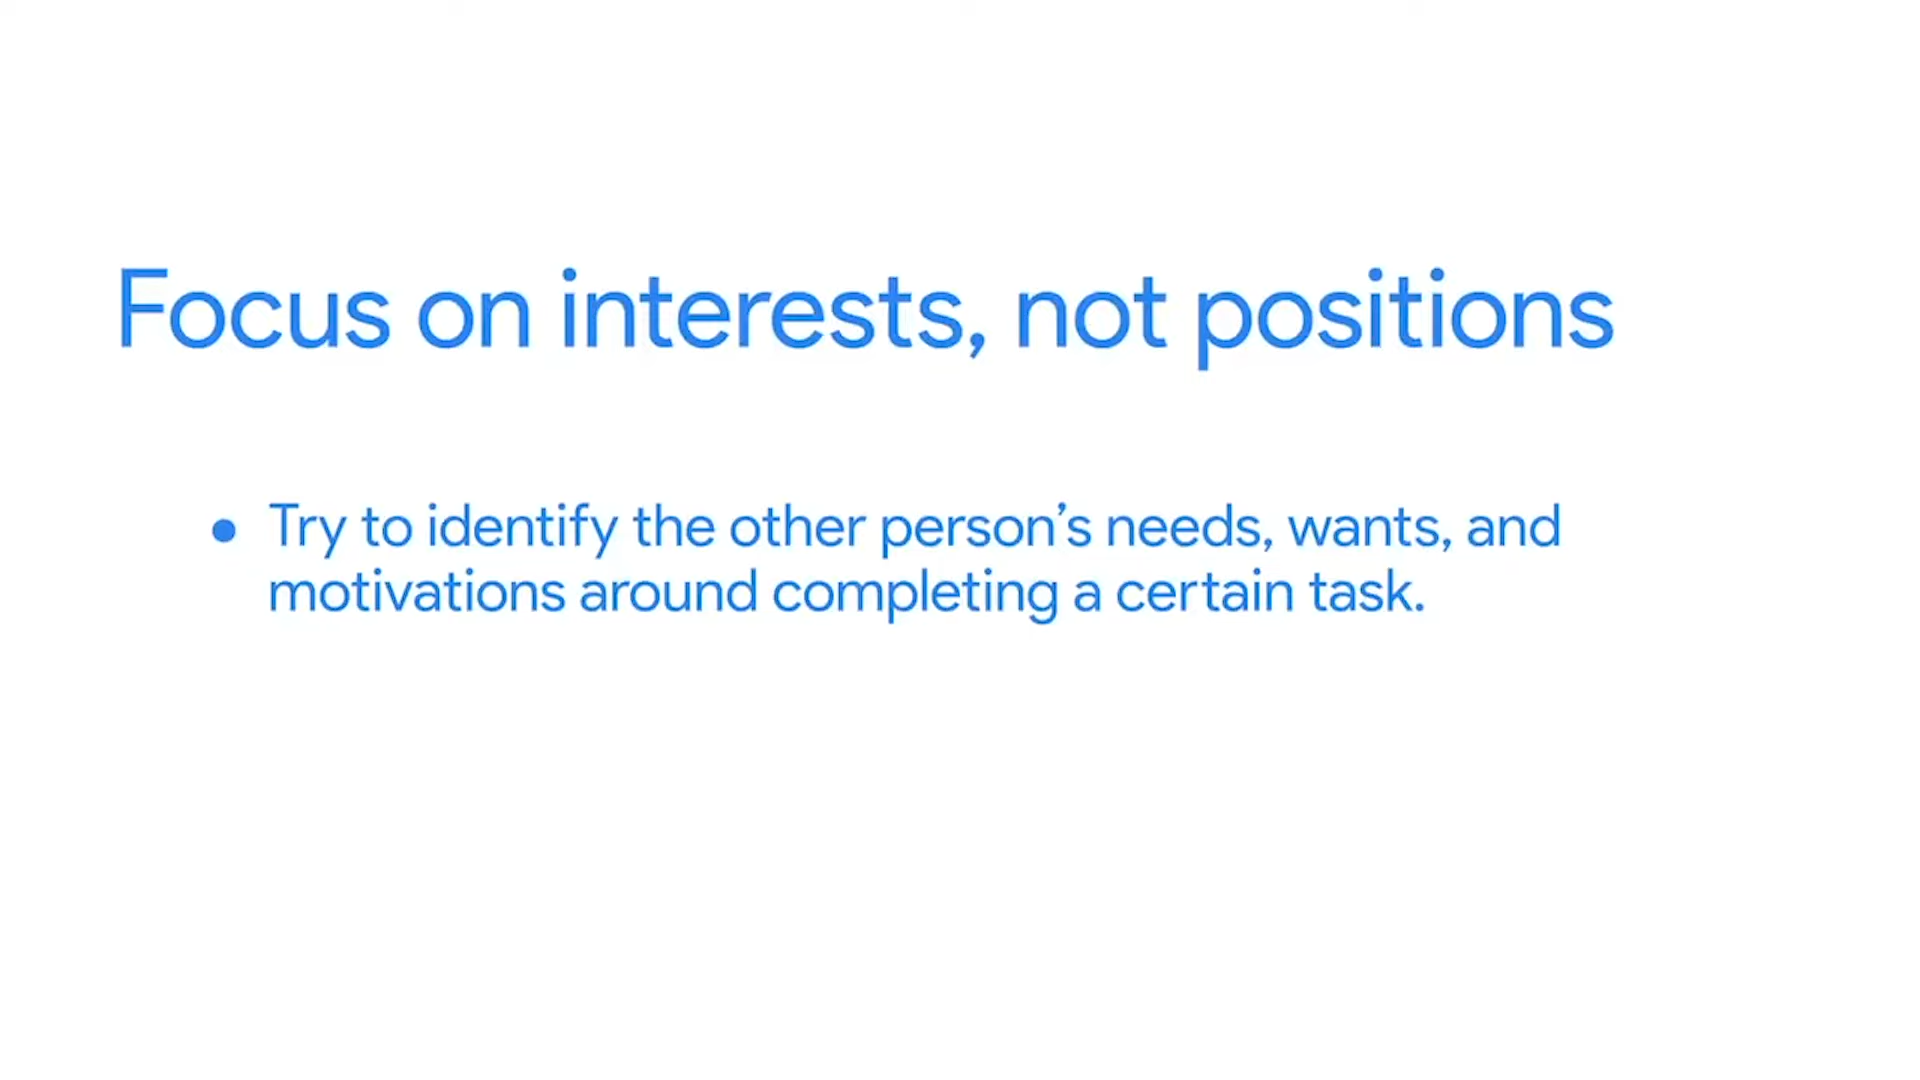 Focus on interests, not positions
• Try to identify the other person’s needs, wants, and
motivations around completing a certain task.